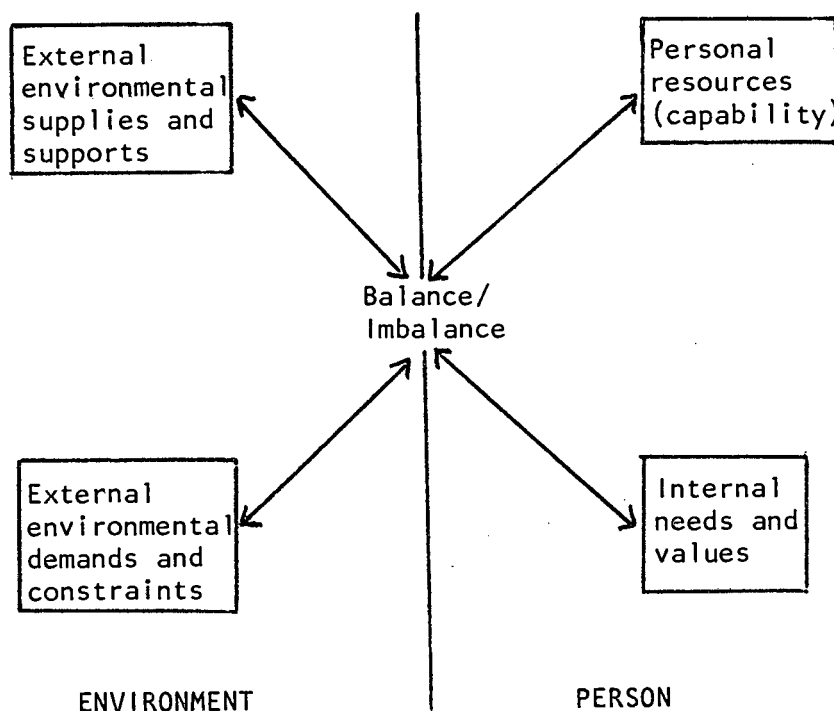 External
environmental
supplies and
supports
Personal
resources
(capability)
Balance/
Imbalance
External
environmental
demands and
constraints
Internal
needs and
values
ENVIRONMENT
PERSON